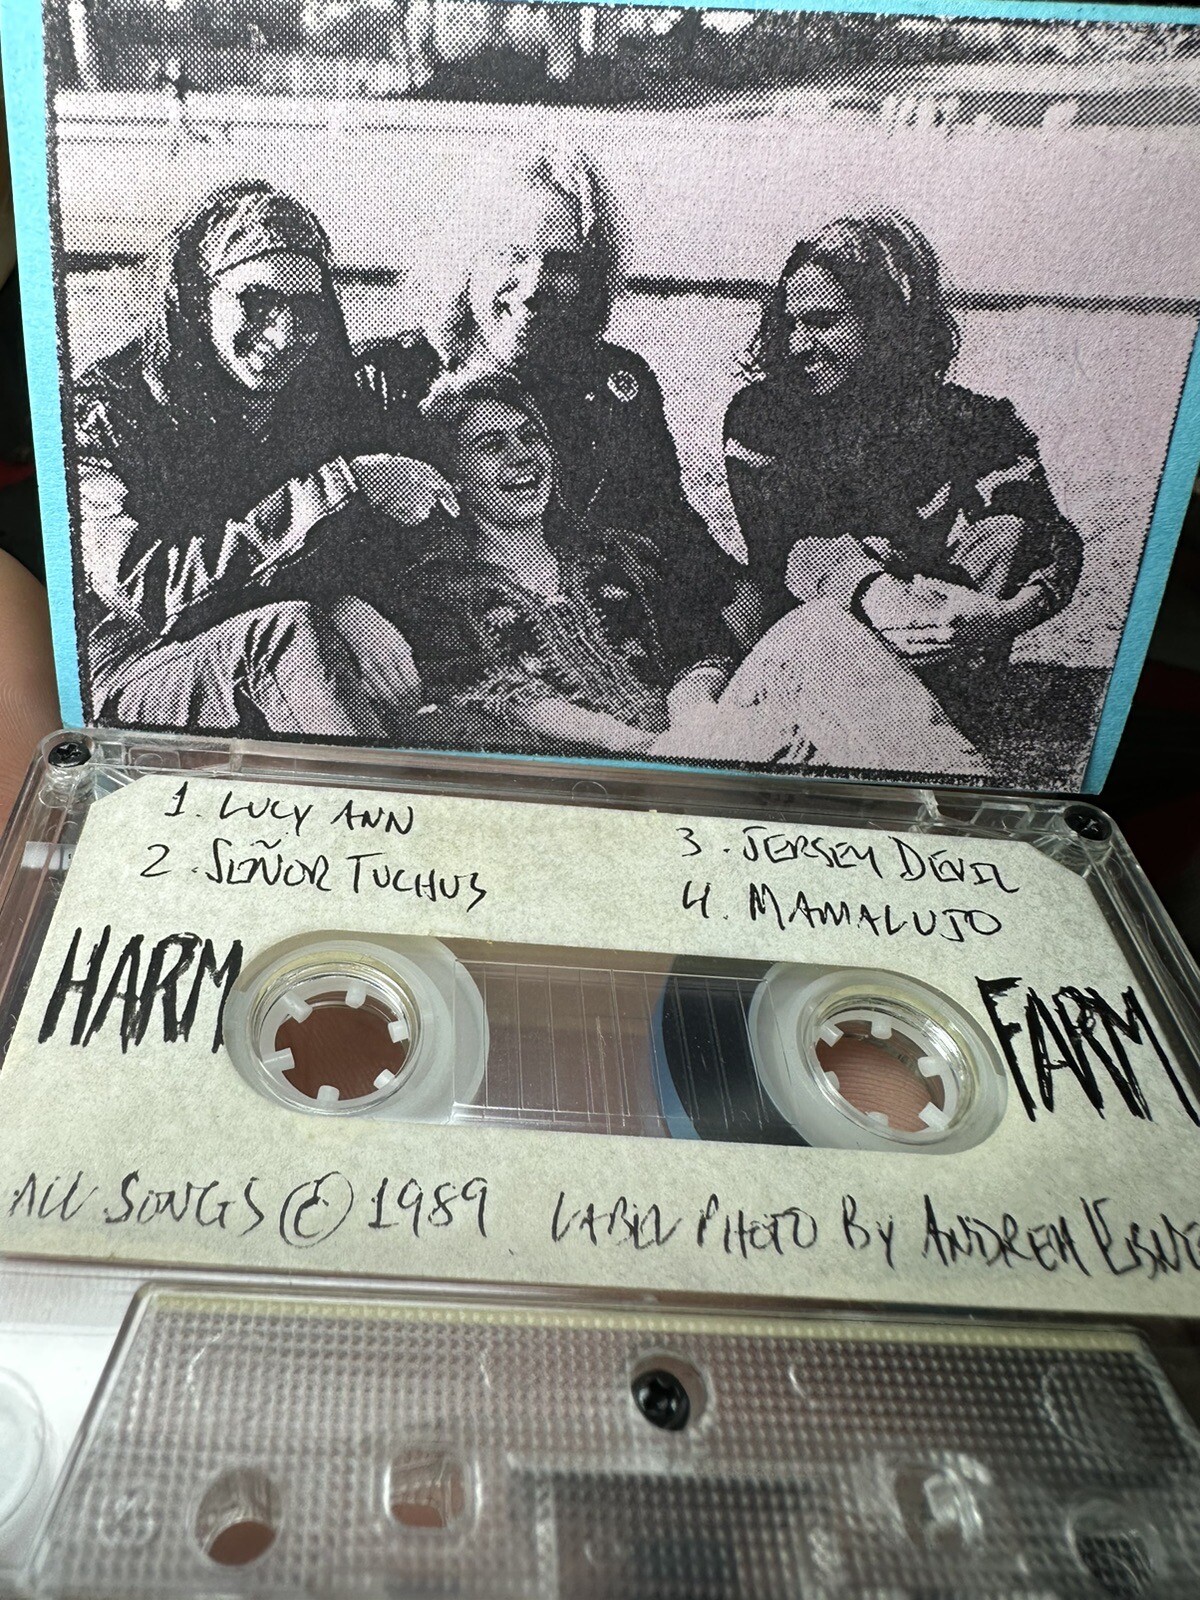 1. LUCY ANN
2. SEÑOR TUCHUS
3. JERSEY DEVIL
4. MAMALUJO
HARM FARM
ALL SONGS © 1989
LABEL PHOTO BY ANDREA